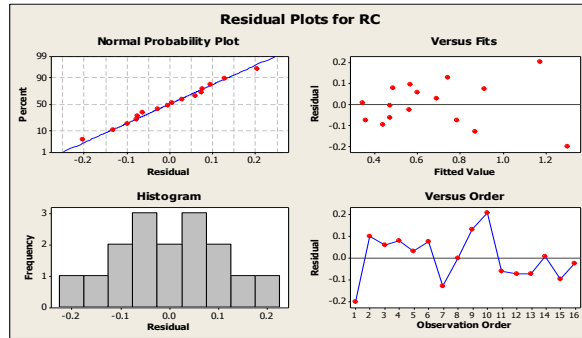 Residual Plots for RC
Normal Probability Plot
99
90
50
10
1
Percent
-0.2 -0.1 0.0 0.1 0.2
Residual
Versus Fits
0.2
0.1
0.0
-0.1
-0.2
Residual
0.4 0.6 0.8 1.0 1.2
Fitted Value
Histogram
3
2
1
0
Frequency
-0.2 -0.1 0.0 0.1 0.2
Residual
Versus Order
0.2
0.1
0.0
-0.1
-0.2
Residual
1 2 3 4 5 6 7 8 9 10 11 12 13 14 15 16
Observation Order